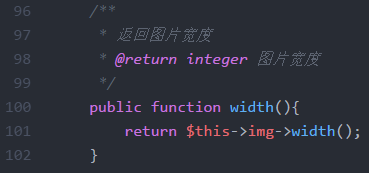 96 /**
97 * 返回图片宽度
98 * @return integer 图片宽度
99 */
100 public function width(){
101 return $this->img->width();
102 }